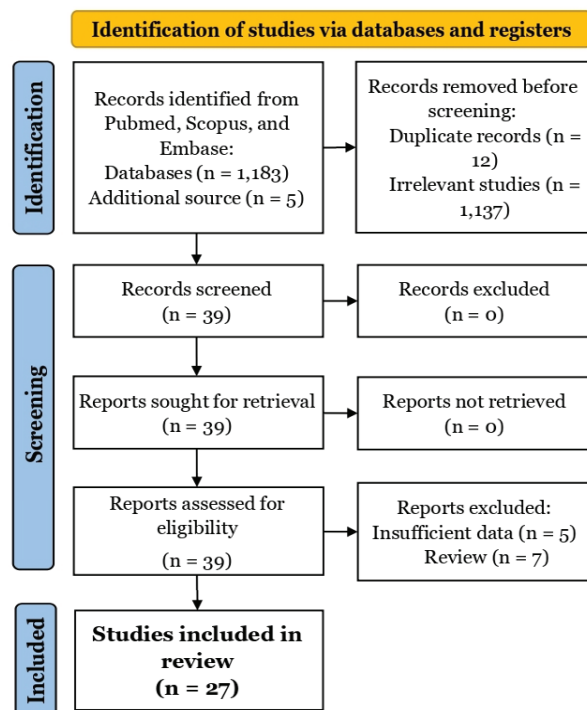 Identification of studies via databases and registers
Identification
Records identified from
Pubmed, Scopus, and
Embase:
Databases (n = 1,183)
Additional source (n = 5)
Records removed before
screening:
Duplicate records (n =
12)
Irrelevant studies (n =
1,137)
Screening
Records screened
(n = 39)
Records excluded
(n = 0)
Reports sought for retrieval
(n = 39)
Reports not retrieved
(n = 0)
Reports assessed for
eligibility
(n = 39)
Reports excluded:
Insufficient data (n = 5)
Review (n = 7)
Included
Studies included in
review
(n = 27)